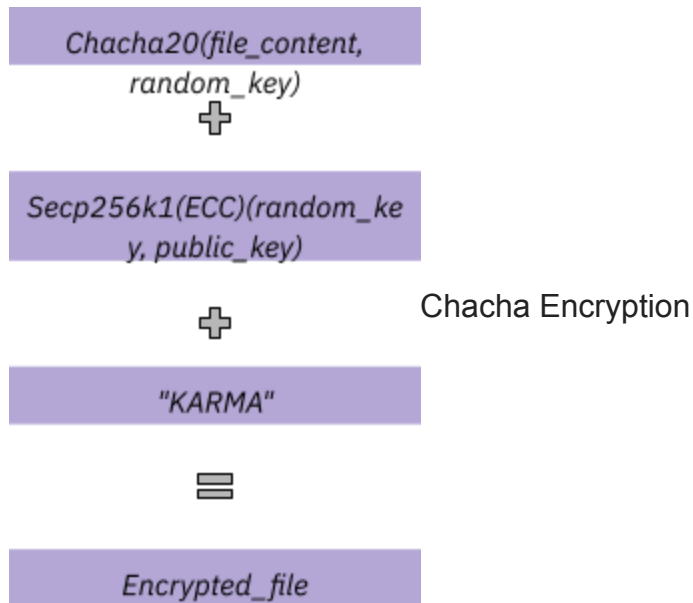 Chacha20(file_content,
random_key)
Secp256k1(ECC)(random_ke
y, public_key)
Chacha Encryption
"KARMA"
Encrypted_file